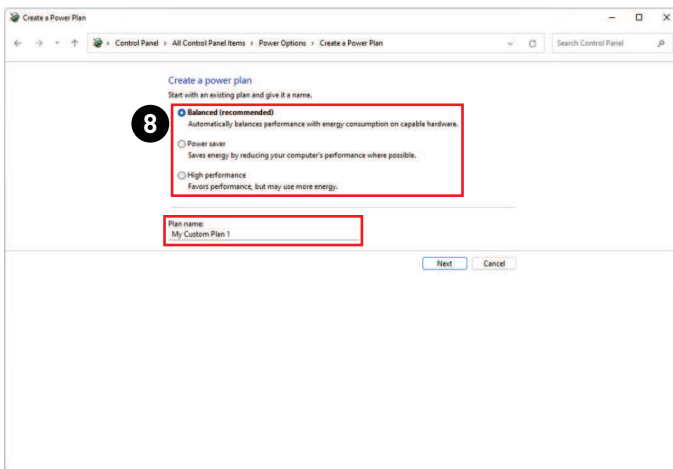 Create a Power Plan
Control Panel > All Control Panel Items > Power Options > Create a Power Plan
Search Control Panel
Create a power plan
Start with an existing plan and give it a name.
8
Balanced (recommended)
Automatically balances performance with energy consumption on capable hardware.
Power saver
Saves energy by reducing your computer's performance where possible.
High performance
Favors performance, but may use more energy.
Plan name:
My Custom Plan 1
Next Cancel